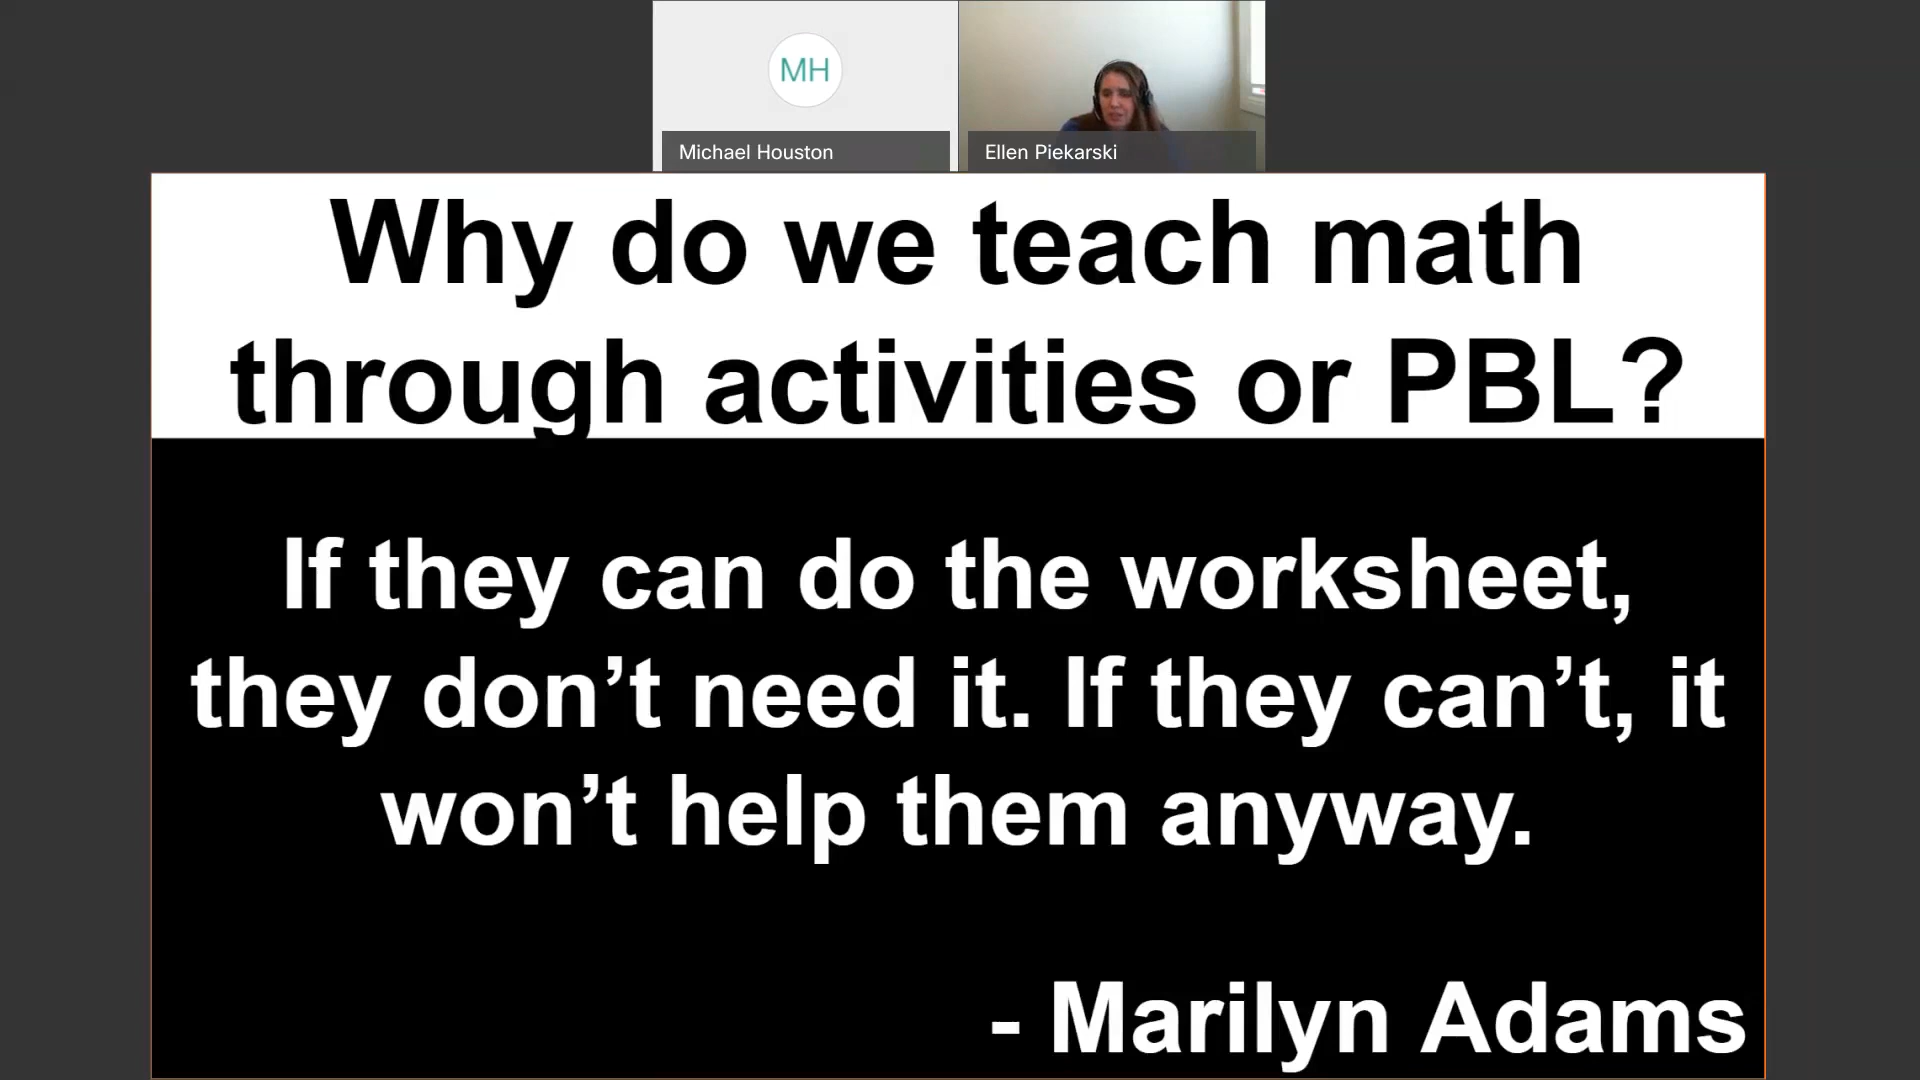 MH
Michael Houston
Ellen Piekarski
Why do we teach math
through activities or PBL?
If they can do the worksheet,
they don’t need it. If they can’t, it
won’t help them anyway.
- Marilyn Adams